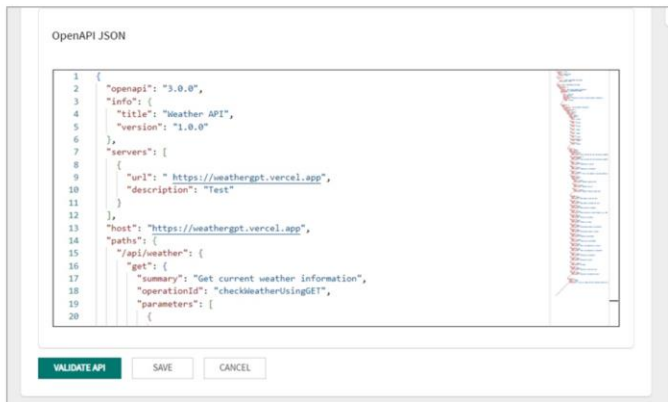 OpenAPI JSON
1 {
2 "openapi": "3.0.0",
3 "info": {
4 "title": "Weather API",
5 "version": "1.0.0"
6 },
7 "servers": [
8 {
9 "url": " https://weathergpt.vercel.app",
10 "description": "Test"
11 }
12 ],
13 "host": "https://weathergpt.vercel.app",
14 "paths": {
15 "/api/weather": {
16 "get": {
17 "summary": "Get current weather information",
18 "operationId": "checkWeatherUsingGET",
19 "parameters": [
20 {
VALIDATE API SAVE CANCEL